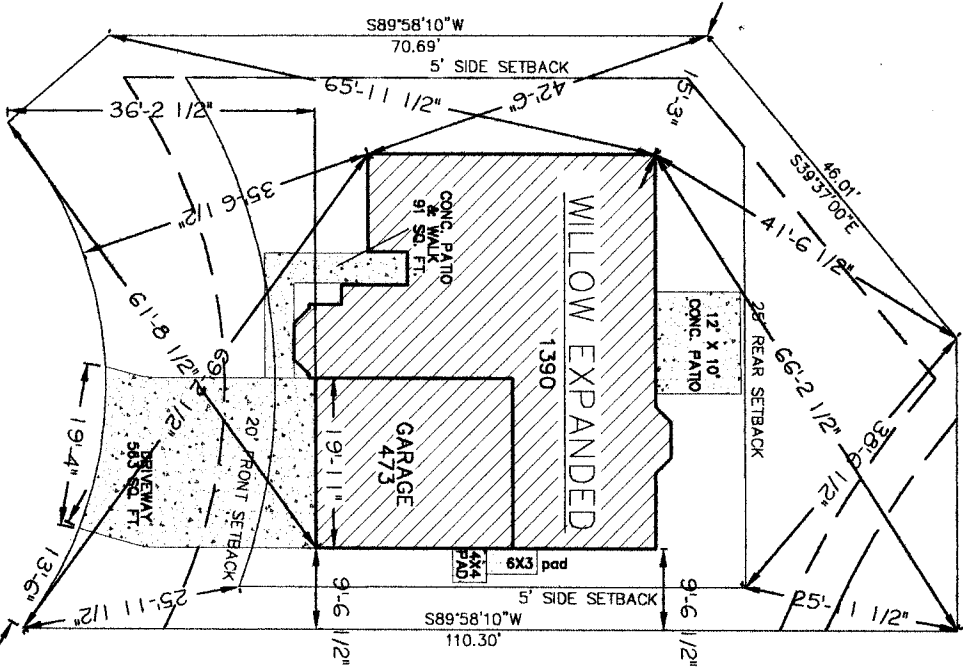 S89°58'10"W
70.69'
5' SIDE SETBACK
36'-2 1/2"
65'-11 1/2"
42'-6"
15'-3"
46.01'
S39°37'00"E
35'-6 1/2"
CONC. PATIO
& WALK
91 SQ. FT.
WILLOW EXPANDED
1390
41'-6 1/2"
12' X 10'
CONC. PATIO
25' REAR SETBACK
61'-8 1/2"
66'-2 1/2"
38'-6 1/2"
19'-4"
DRIVEWAY
563 SQ. FT.
20' FRONT SETBACK
19'-11"
GARAGE
473
4X4
PAD
6X3 pad
13'-6"
25'-11 1/2"
9'-6 1/2"
5' SIDE SETBACK
9'-6 1/2"
25'-11 1/2"
S89°58'10"W
110.30'